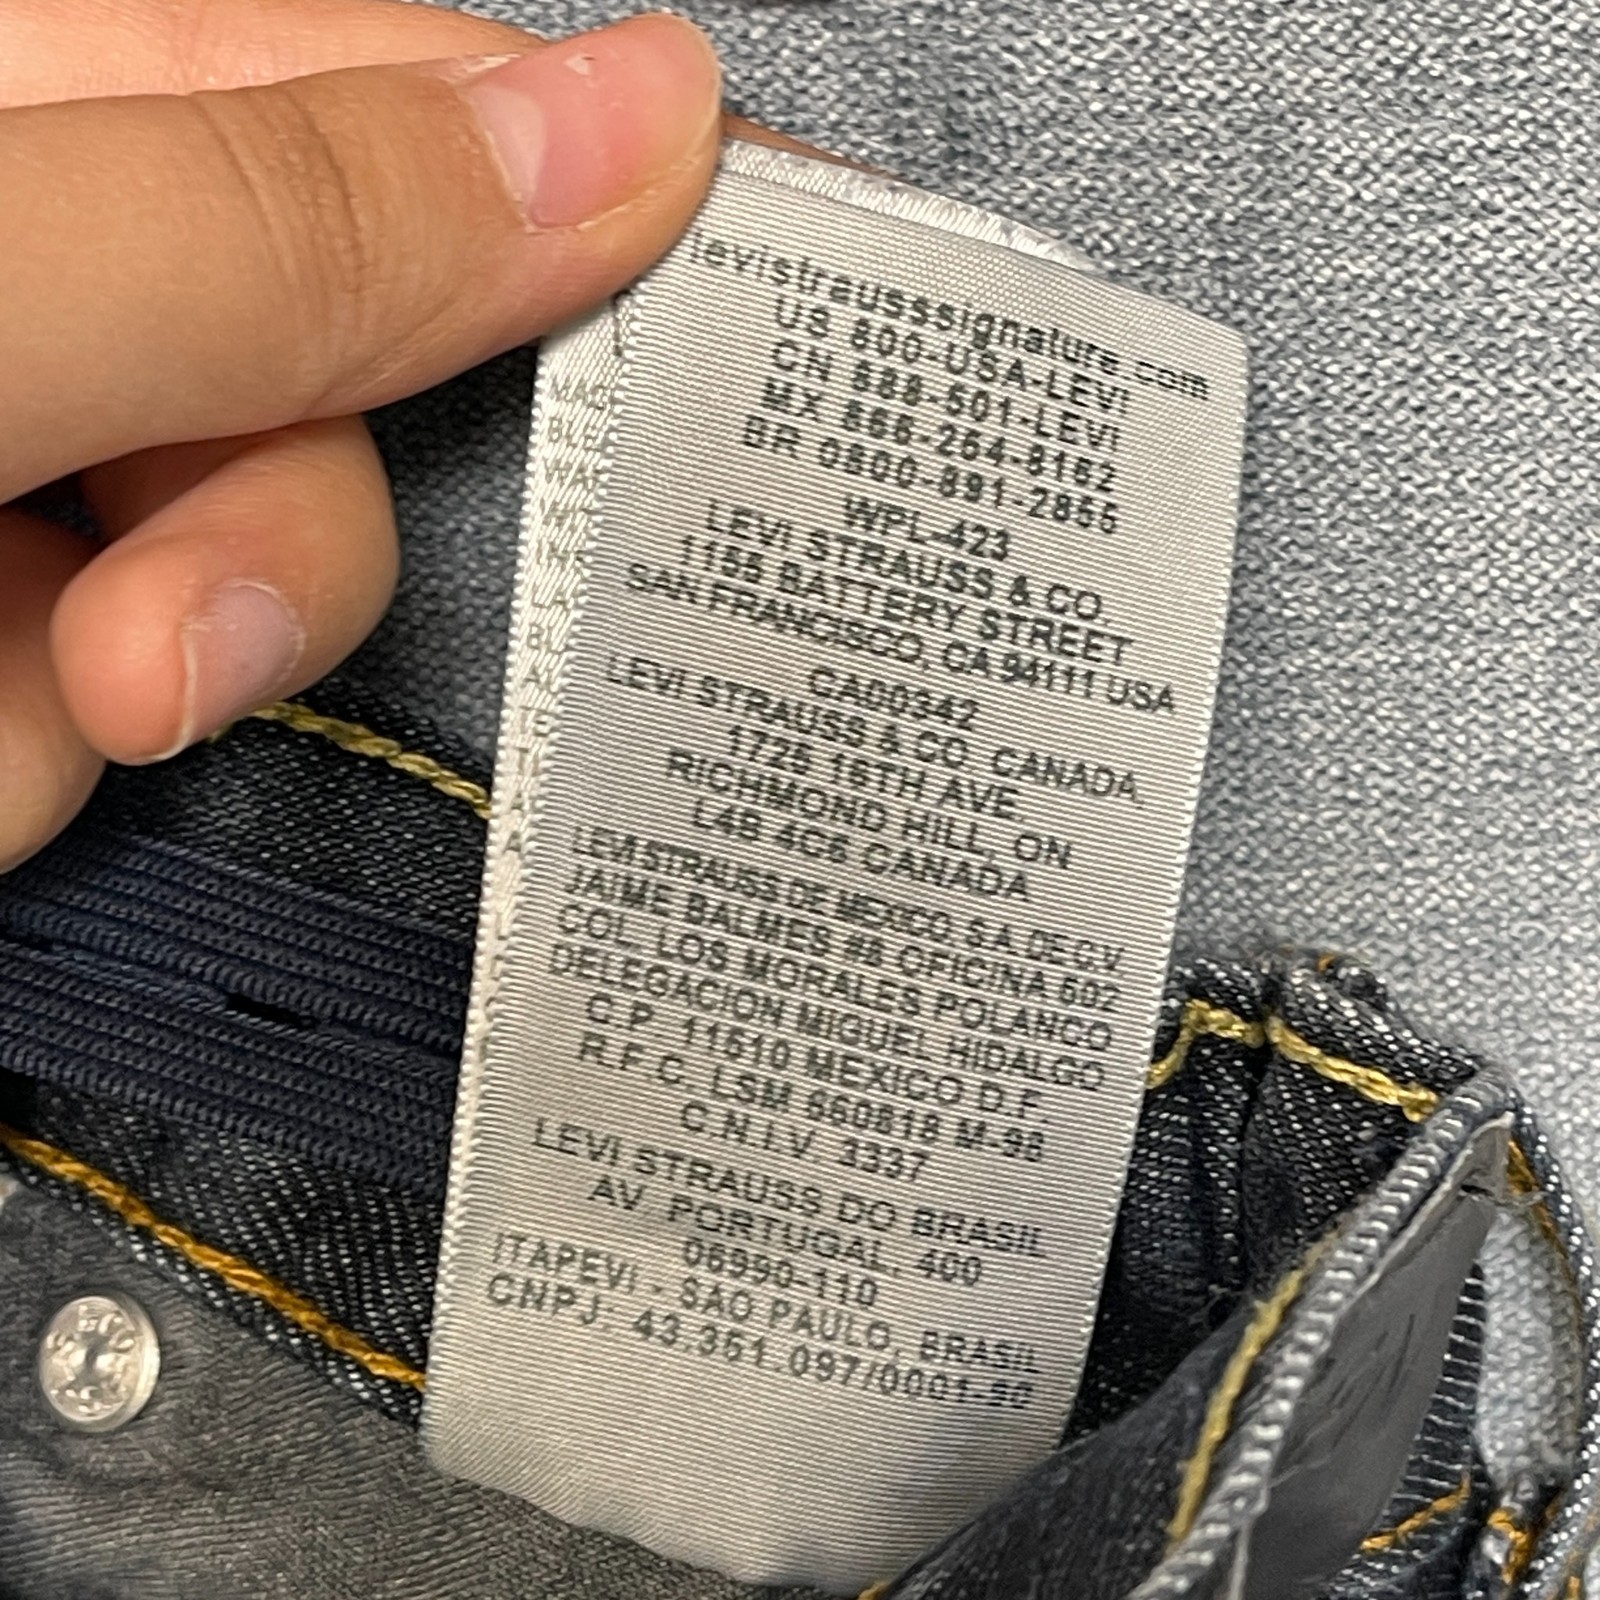 levistrausssignature.com
US 800-USA-LEVI
CN 888-501-LEVI
MX 866-264-8162
BR 0800-891-2855
WPL-423
LEVI STRAUSS & CO.
1155 BATTERY STREET
SAN FRANCISCO, CA 94111 USA
CA00342
LEVI STRAUSS & CO. CANADA
1725 16TH AVE.
RICHMOND HILL, ON
L4B 4C6 CANADA
LEVI STRAUSS DE MEXICO, S.A. DE C.V.
JAIME BALMES #8 OFICINA 602
COL. LOS MORALES POLANCO
DELEGACION MIGUEL HIDALGO
C.P. 11510 MEXICO D.F.
R.F.C. LSM 660818 M-98
C.N.I.V. 3337
LEVI STRAUSS DO BRASIL
AV. PORTUGAL, 400
06990-110
ITAPEVI - SAO PAULO, BRASIL
CNPJ: 43.351.097/0001-90